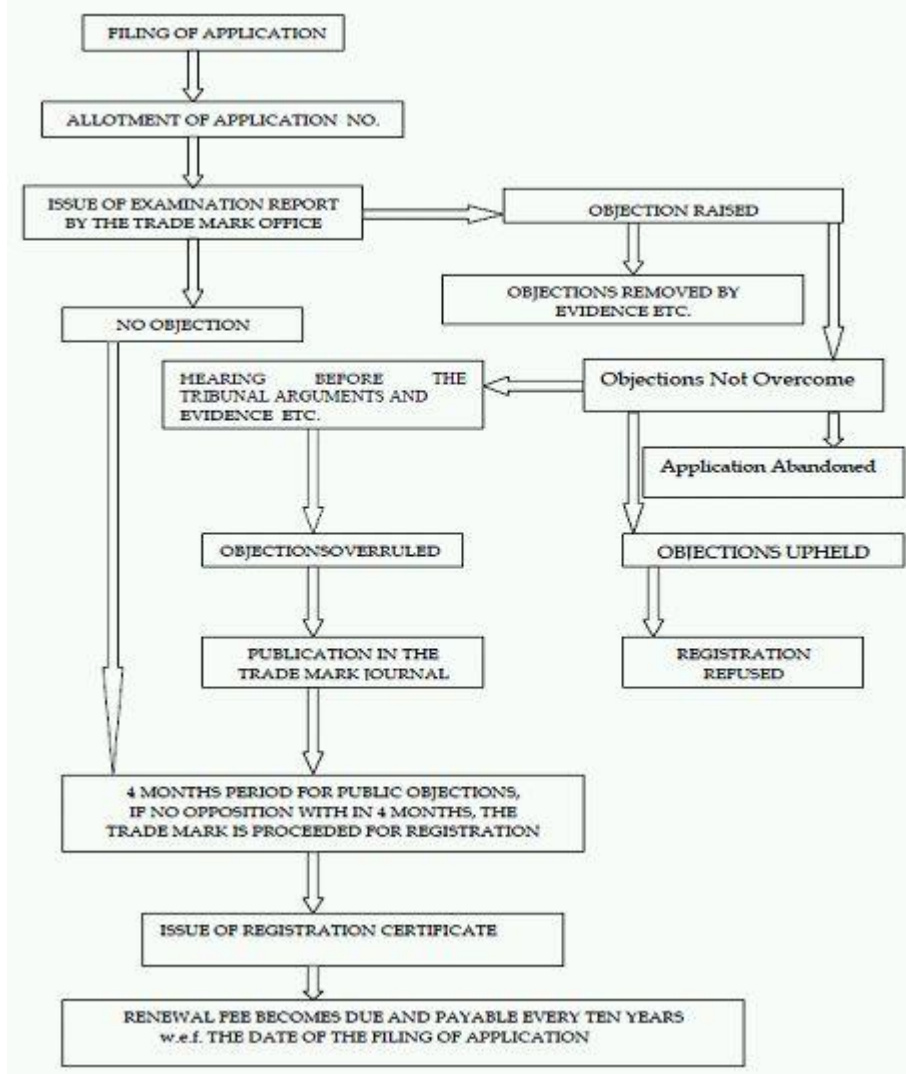 FILING OF APPLICATION
ALLOTMENT OF APPLICATION NO.
ISSUE OF EXAMINATION REPORT
BY THE TRADE MARK OFFICE
OBJECTION RAISED
OBJECTIONS REMOVED BY
EVIDENCE ETC.
NO OBJECTION
HEARING BEFORE THE
TRIBUNAL ARGUMENTS AND
EVIDENCE ETC.
Objections Not Overcome
Application Abandoned
OBJECTIONSOVERRULED
OBJECTIONS UPHELD
PUBLICATION IN THE
TRADE MARK JOURNAL
REGISTRATION
REFUSED
4 MONTHS PERIOD FOR PUBLIC OBJECTIONS,
IF NO OPPOSITION WITH IN 4 MONTHS, THE
TRADE MARK IS PROCEEDED FOR REGISTRATION
ISSUE OF REGISTRATION CERTIFICATE
RENEWAL FEE BECOMES DUE AND PAYABLE EVERY TEN YEARS
w.e.f. THE DATE OF THE FILING OF APPLICATION